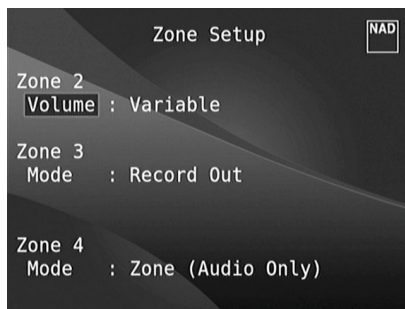 Zone Setup
NAD
Zone 2
Volume : Variable
Zone 3
Mode : Record Out
Zone 4
Mode : Zone (Audio Only)